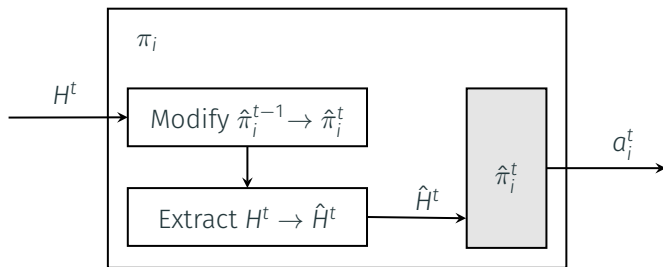 π_i
H^t
Modify π̂_i^{t−1} → π̂_i^t
Extract H^t → Ĥ^t
Ĥ^t
π̂_i^t
a_i^t